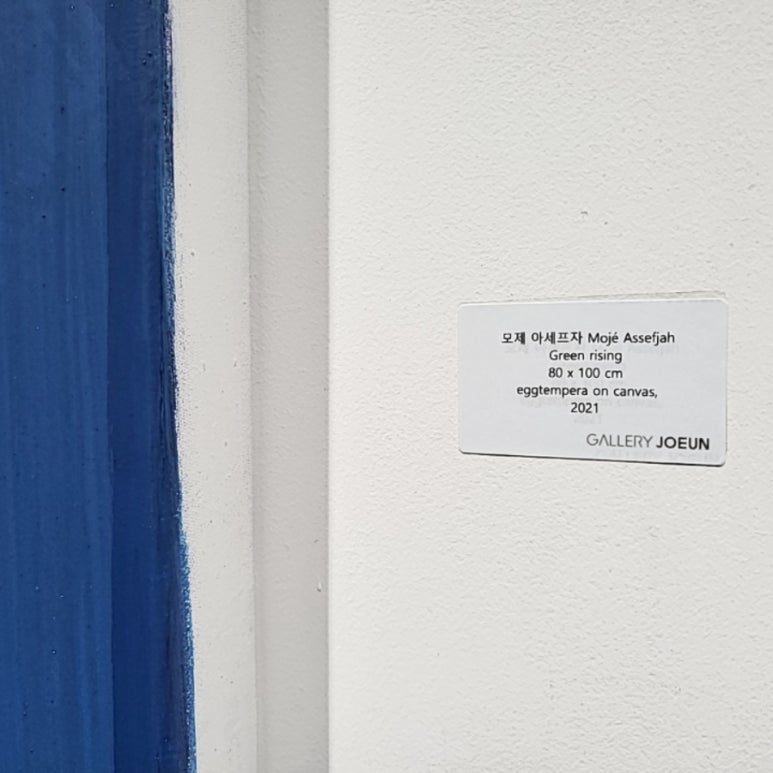 모제 아세프자 Mojé Assefjah
Green rising
80 x 100 cm
eggtempera on canvas,
2021
GALLERY JOEUN